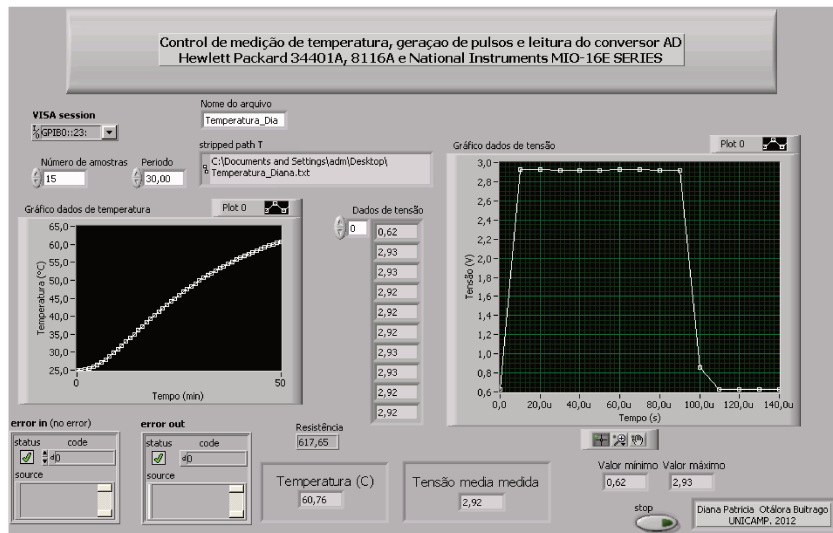 Control de medição de temperatura, geraçao de pulsos e leitura do conversor AD
Hewlett Packard 34401A, 8116A e National Instruments MIO-16E SERIES
VISA session
GPIB0::23:
Nome do arquivo
Temperatura_Dia
stripped path T
C:\Documents and Settings\adm\Desktop\
Temperatura_Diana.txt
Número de amostras
15
Periodo
30,00
Gráfico dados de temperatura
Plot 0
65,0
60,0
55,0
50,0
45,0
40,0
35,0
30,0
25,0
Temperatura (ºC)
0
50
Tempo (min)
Dados de tensão
0
0,62
2,93
2,93
2,92
2,92
2,92
2,93
2,93
2,92
2,92
Gráfico dados de tensão
Plot 0
3,0
2,8
2,6
2,4
2,2
2,0
1,8
1,6
1,4
1,2
1,0
0,8
0,6
Tensão (V)
0,0 20,0u 40,0u 60,0u 80,0u 100,0u 120,0u 140,0u
Tempo (s)
error in (no error)
status code
d0
source
error out
status code
d0
source
Resistência
617,65
Temperatura (C)
60,76
Tensão media medida
2,92
Valor minimo
0,62
Valor máximo
2,93
stop
Diana Patricia Otálora Buitrago
UNICAMP. 2012